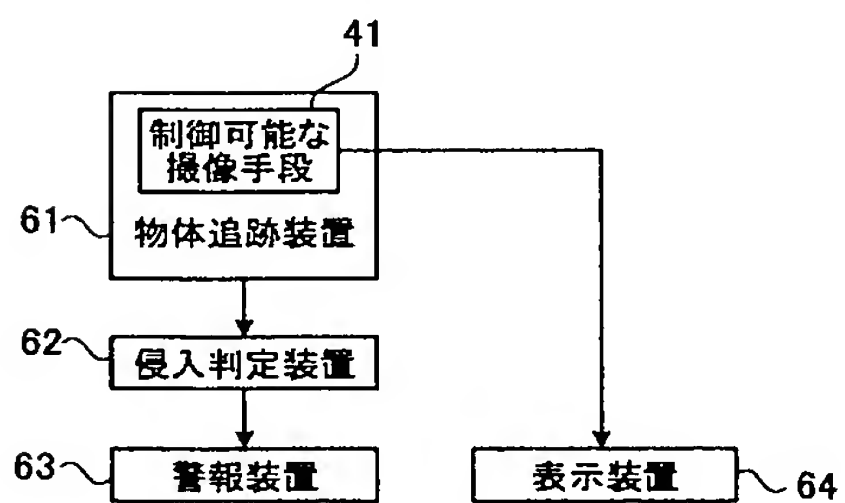 41
制御可能な
撮像手段
61
物体追跡装置
62
侵入判定装置
63
警報装置
表示装置
64